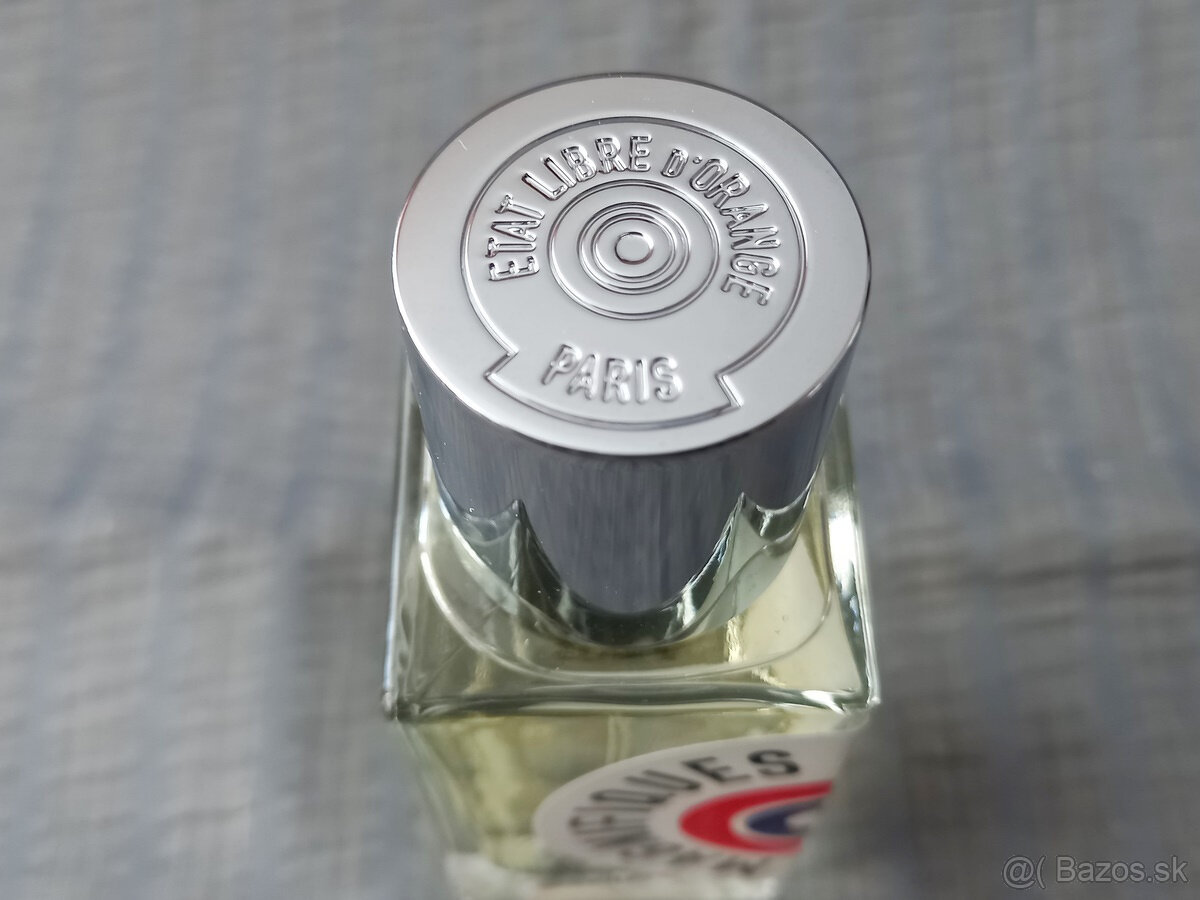 ETAT LIBRE D'ORANGE
PARIS
@( Bazos.sk